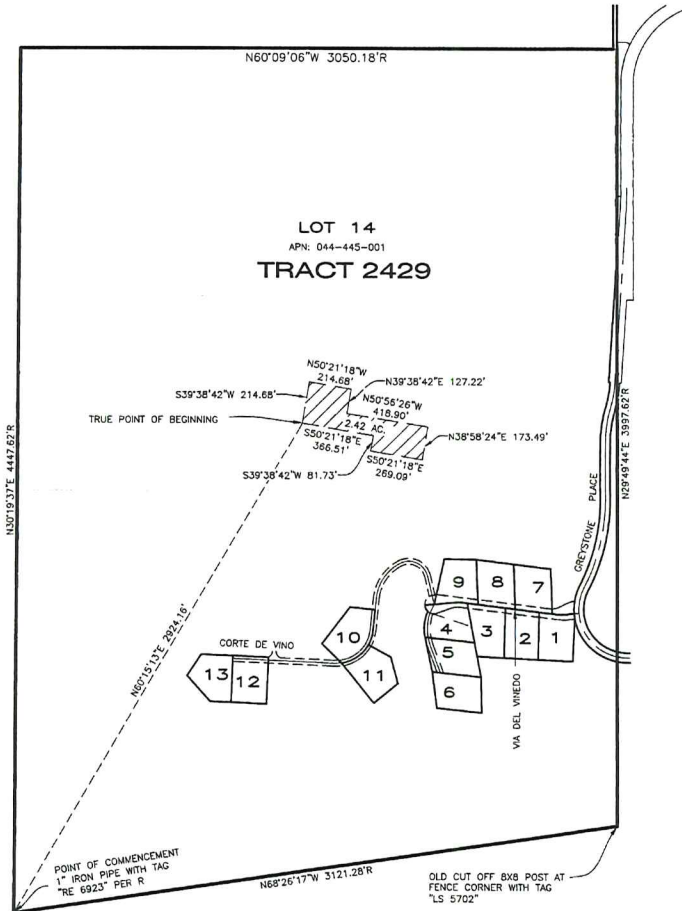 N60°09'06"W 3050.18'R
LOT 14
APN: 044-445-001
TRACT 2429
N50°21'18"W
214.68'
S39°38'42"W 214.68'
N39°38'42"E 127.22'
N50°56'26"W
418.90'
TRUE POINT OF BEGINNING
2.42 AC.
S50°21'18"E
366.51'
N38°58'24"E 173.49'
S39°38'42"W 81.73'
S50°21'18"E
269.09'
N30°19'37"E 4447.62'R
N29°49'44"E 3997.62'R
GREYSTONE PLACE
N60°15'13"E 2924.16'
9
8
7
4
3
2
1
5
6
10
11
CORTE DE VINO
13
12
VIA DEL VINEDO
POINT OF COMMENCEMENT
1" IRON PIPE WITH TAG
"RE 6923" PER R
N68°26'17"W 3121.28'R
OLD CUT OFF 8X8 POST AT
FENCE CORNER WITH TAG
"LS 5702"